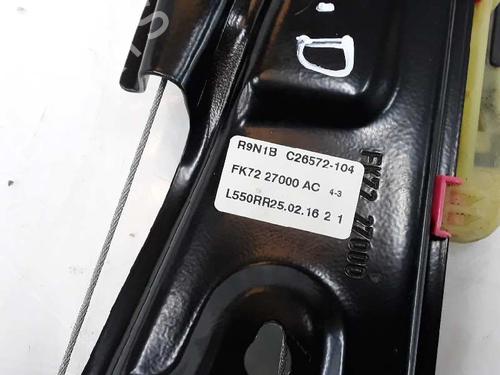 D
R9N1B C26572-104
FK72 27000 AC 4-3
L550RR25.02.16 2 1
FK72 27000